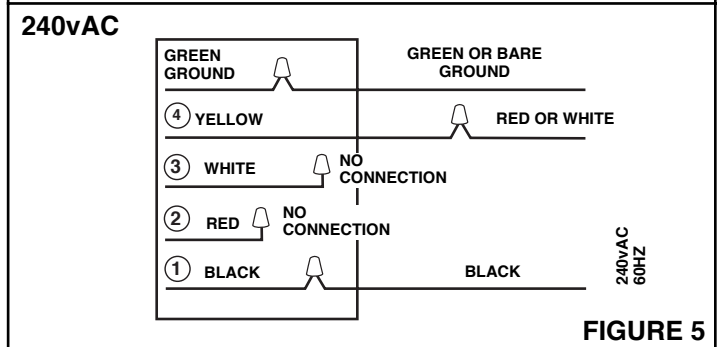 240vAC
GREEN
GROUND
GREEN OR BARE
GROUND
4 YELLOW
RED OR WHITE
3 WHITE
NO
CONNECTION
2 RED
NO
CONNECTION
1 BLACK
BLACK
240vAC
60HZ
FIGURE 5